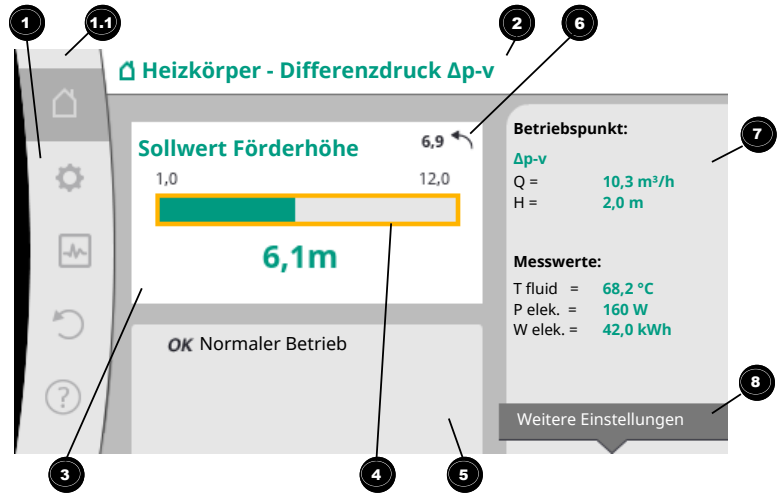 1
1.1
2
6
Heizkörper - Differenzdruck Δp-v
Sollwert Förderhöhe
6,9
1,0
12,0
6,1m
OK Normaler Betrieb
Betriebspunkt:
7
Δp-v
Q = 10,3 m³/h
H = 2,0 m
Messwerte:
T fluid = 68,2 °C
P elek. = 160 W
W elek. = 42,0 kWh
8
Weitere Einstellungen
?
3
4
5